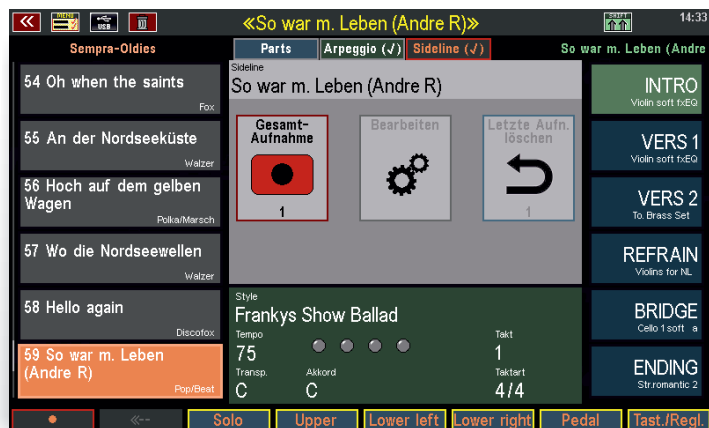 MENU
USB
«So war m. Leben (Andre R)»
SHIFT
14:33
Sempra-Oldies
Parts
Arpeggio (√)
Sideline (√)
So war m. Leben (Andre
54 Oh when the saints
Fox
55 An der Nordseeküste
Walzer
56 Hoch auf dem gelben
Wagen
Polka/Marsch
57 Wo die Nordseewellen
Walzer
58 Hello again
Discofox
59 So war m. Leben
(Andre R)
Pop/Beat
Sideline
So war m. Leben (Andre R)
Gesamt-
Aufnahme
1
Bearbeiten
Letzte Aufn.
löschen
1
Style
Frankys Show Ballad
Tempo
75
Takt
1
Transp.
C
Akkord
C
Taktart
4/4
INTRO
Violin soft fxEQ
VERS 1
Violin soft fxEQ
VERS 2
To. Brass Set
REFRAIN
Violins for NL
BRIDGE
Cello 1 soft a
ENDING
Str.romantic 2
«--
Solo
Upper
Lower left
Lower right
Pedal
Tast./Regl.